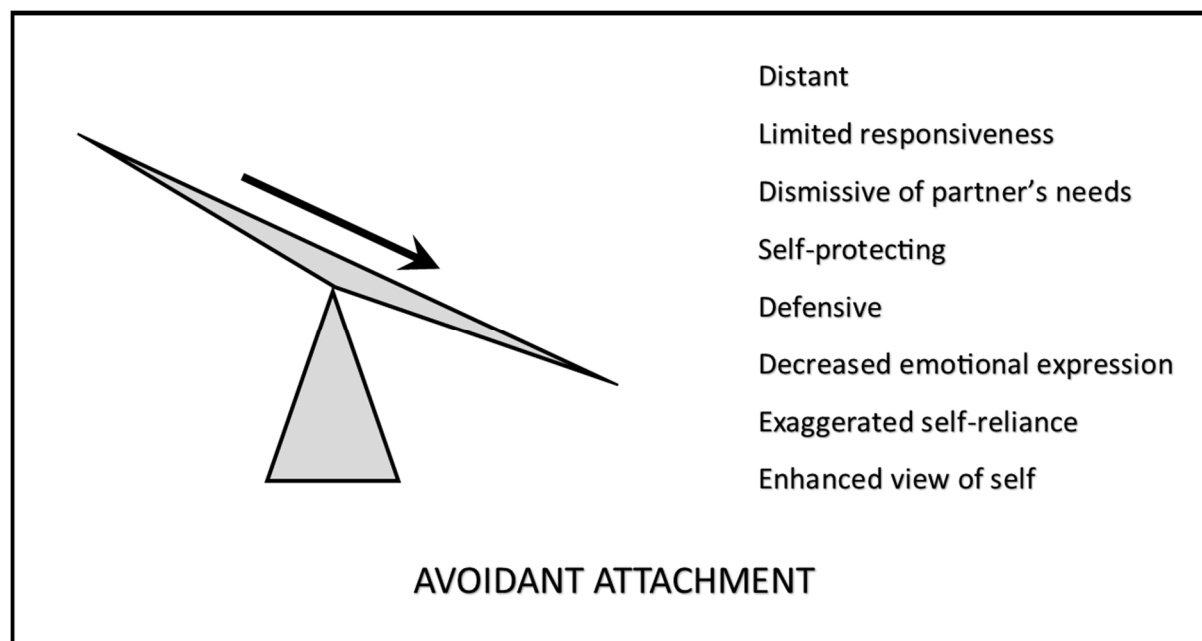 Distant
Limited responsiveness
Dismissive of partner’s needs
Self-protecting
Defensive
Decreased emotional expression
Exaggerated self-reliance
Enhanced view of self
AVOIDANT ATTACHMENT